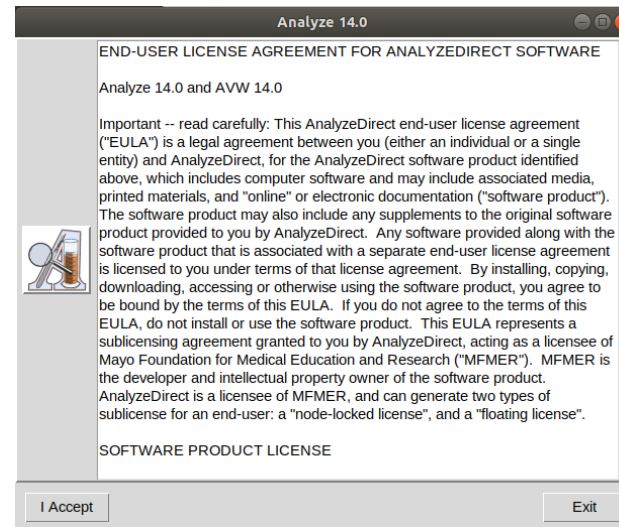 Analyze 14.0
END-USER LICENSE AGREEMENT FOR ANALYZEDIRECT SOFTWARE
Analyze 14.0 and AVW 14.0
Important -- read carefully: This AnalyzeDirect end-user license agreement
("EULA") is a legal agreement between you (either an individual or a single
entity) and AnalyzeDirect, for the AnalyzeDirect software product identified
above, which includes computer software and may include associated media,
printed materials, and "online" or electronic documentation ("software product").
The software product may also include any supplements to the original software
product provided to you by AnalyzeDirect.  Any software provided along with the
software product that is associated with a separate end-user license agreement
is licensed to you under terms of that license agreement.  By installing, copying,
downloading, accessing or otherwise using the software product, you agree to
be bound by the terms of this EULA.  If you do not agree to the terms of this
EULA, do not install or use the software product.  This EULA represents a
sublicensing agreement granted to you by AnalyzeDirect, acting as a licensee of
Mayo Foundation for Medical Education and Research ("MFMER").  MFMER is
the developer and intellectual property owner of the software product.
AnalyzeDirect is a licensee of MFMER, and can generate two types of
sublicense for an end-user: a "node-locked license", and a "floating license".
SOFTWARE PRODUCT LICENSE
I Accept
Exit